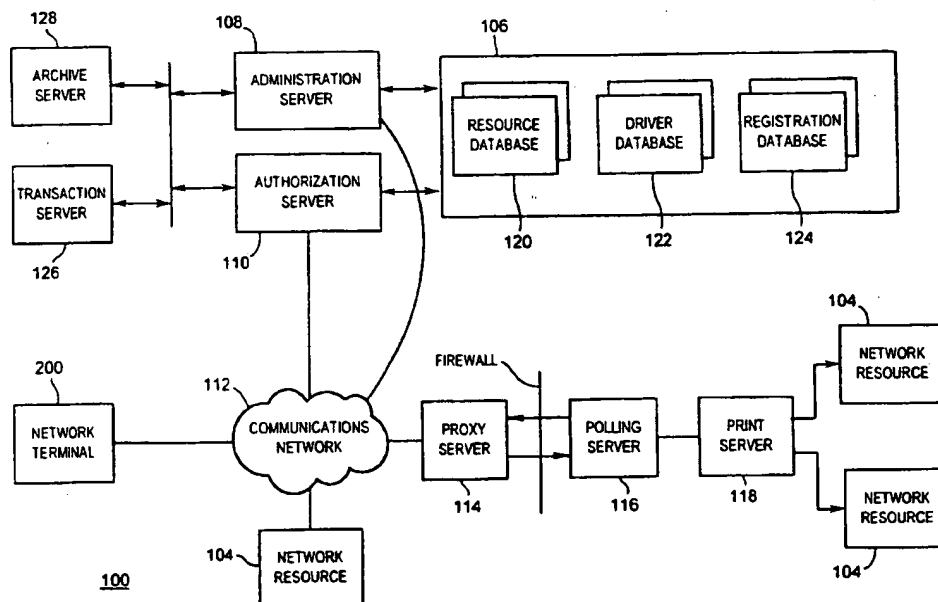 128
ARCHIVE
SERVER
108
ADMINISTRATION
SERVER
106
RESOURCE
DATABASE
DRIVER
DATABASE
REGISTRATION
DATABASE
120
122
124
TRANSACTION
SERVER
126
AUTHORIZATION
SERVER
110
200
NETWORK
TERMINAL
112
COMMUNICATIONS
NETWORK
FIREWALL
PROXY
SERVER
114
POLLING
SERVER
116
PRINT
SERVER
118
104
NETWORK
RESOURCE
NETWORK
RESOURCE
104
104
NETWORK
RESOURCE
100